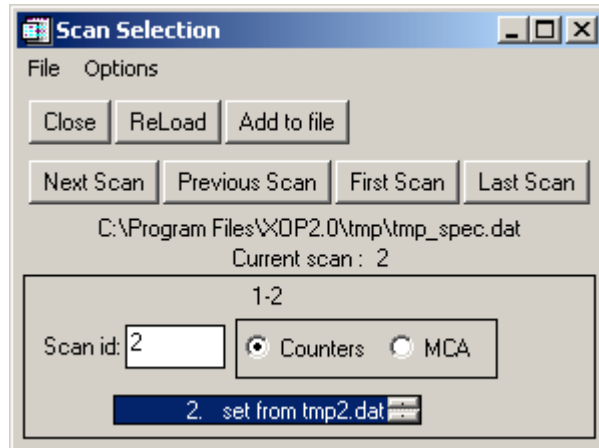 Scan Selection
File Options
Close ReLoad Add to file
Next Scan Previous Scan First Scan Last Scan
C:\Program Files\XOP2.0\tmp\tmp_spec.dat
Current scan : 2
1-2
Scan id: 2 Counters MCA
2. set from tmp2.dat